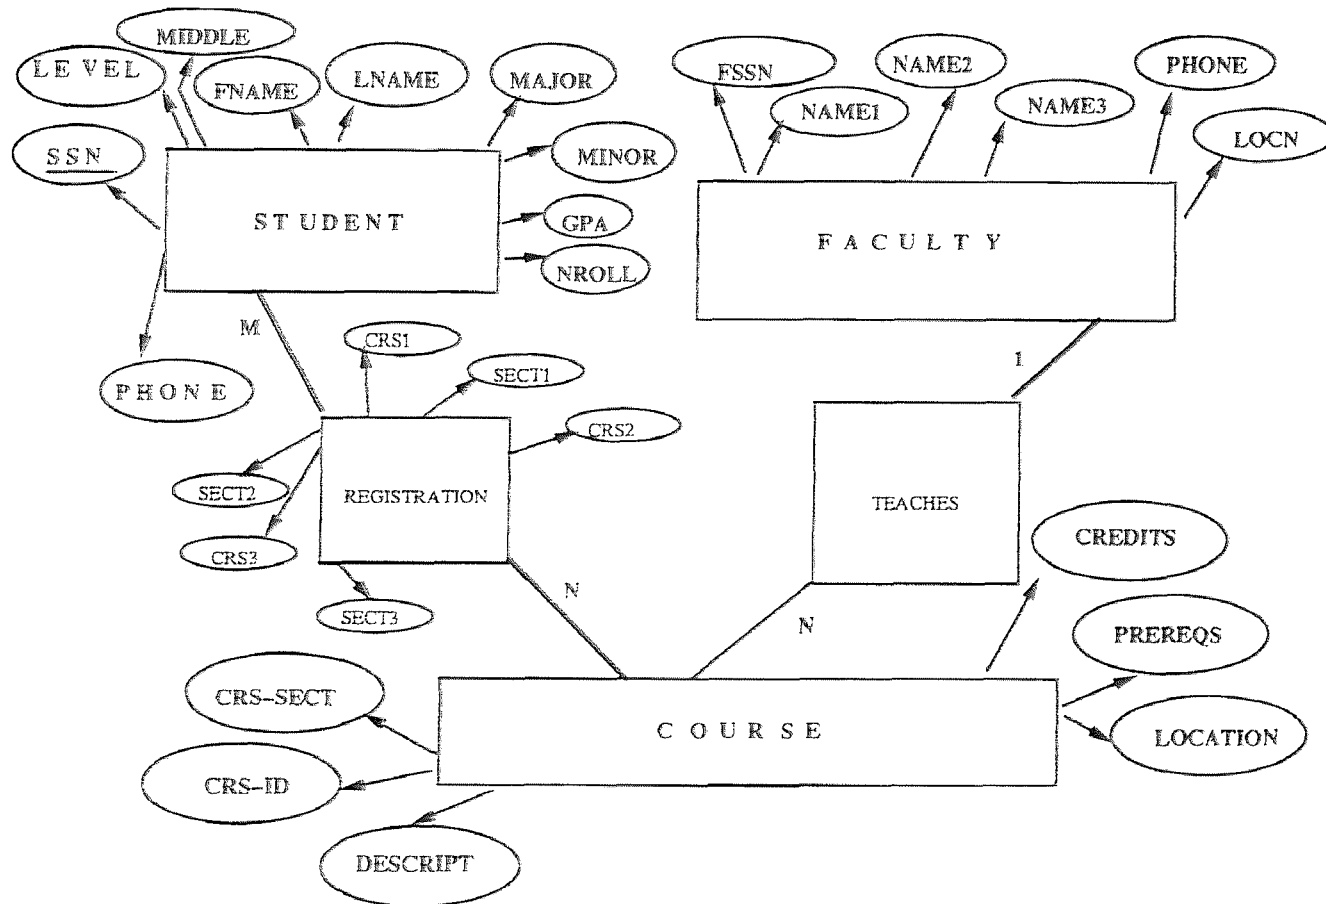 MIDDLE
LEVEL
FNAME
LNAME
MAJOR
SSN
MINOR
STUDENT
GPA
NROLL
PHONE
FSSN
NAME1
NAME2
NAME3
PHONE
LOCN
FACULTY
M
1
CRS1
SECT1
CRS2
SECT2
REGISTRATION
CRS3
SECT3
TEACHES
N
N
CREDITS
PREREQS
LOCATION
CRS-SECT
COURSE
CRS-ID
DESCRIPT